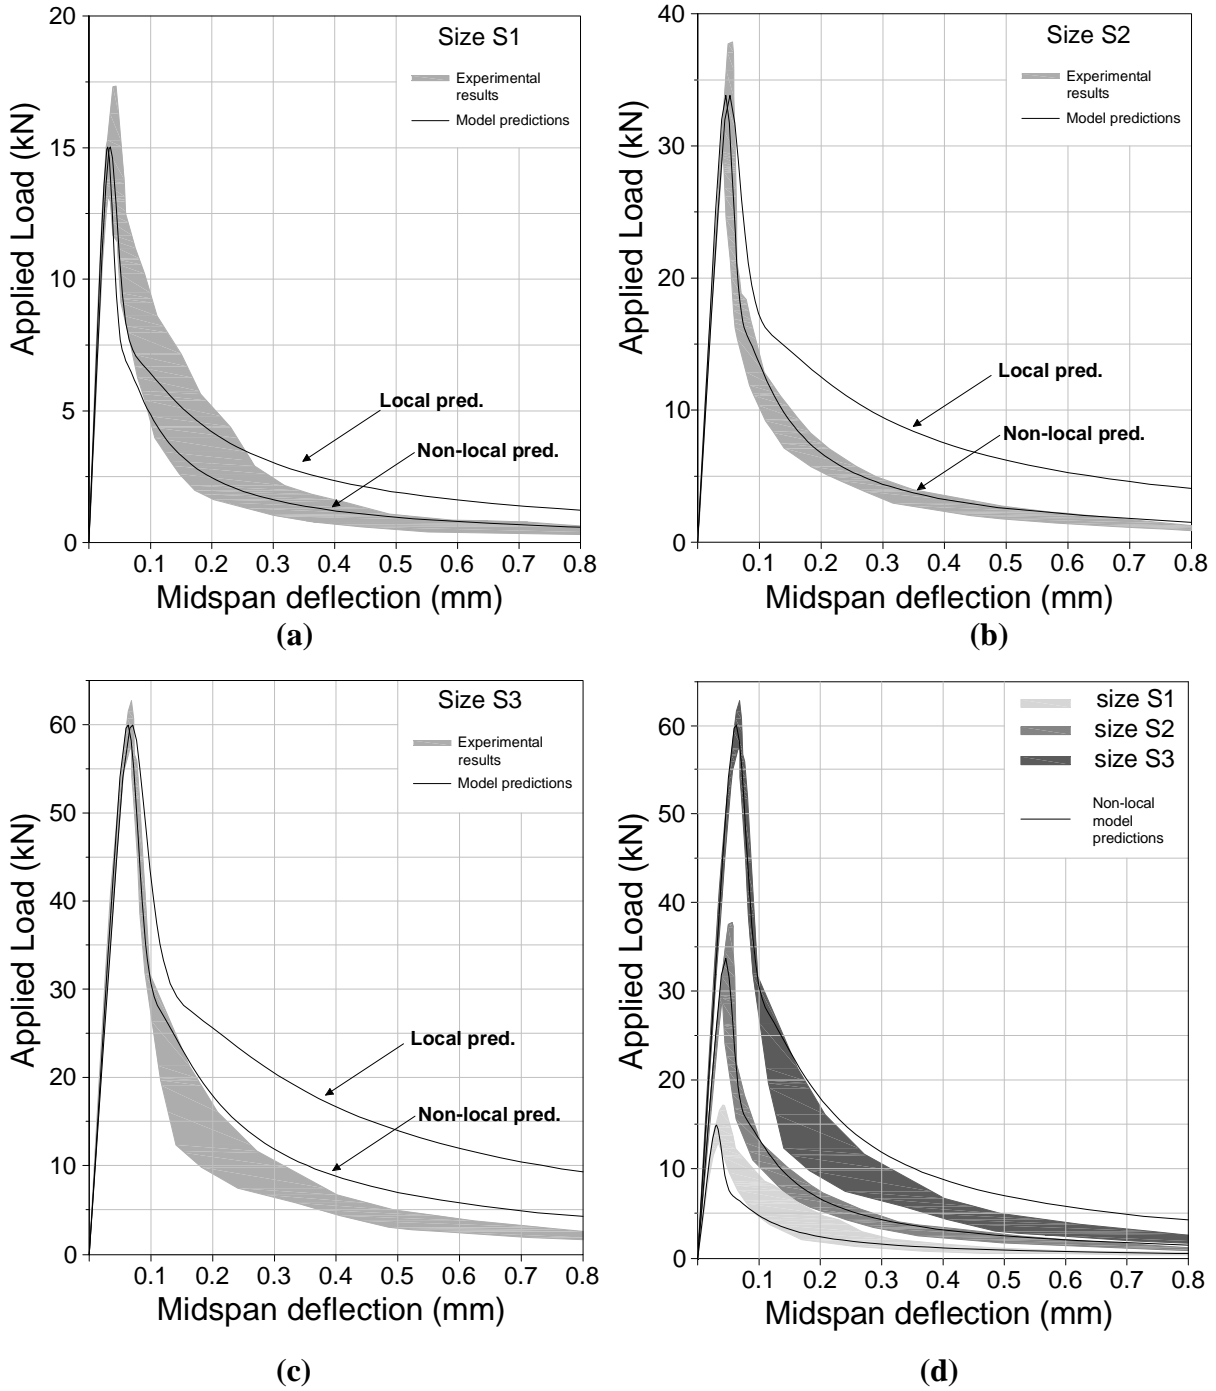 20
15
10
5
0
Applied Load (kN)
Size S1
Experimental
results
Model predictions
Local pred.
Non-local pred.
0.1 0.2 0.3 0.4 0.5 0.6 0.7 0.8
Midspan deflection (mm)
(a)
40
30
20
10
0
Applied Load (kN)
Size S2
Experimental
results
Model predictions
Local pred.
Non-local pred.
0.1 0.2 0.3 0.4 0.5 0.6 0.7 0.8
Midspan deflection (mm)
(b)
60
50
40
30
20
10
0
Applied Load (kN)
Size S3
Experimental
results
Model predictions
Local pred.
Non-local pred.
0.1 0.2 0.3 0.4 0.5 0.6 0.7 0.8
Midspan deflection (mm)
(c)
60
50
40
30
20
10
0
Applied Load (kN)
size S1
size S2
size S3
Non-local
model
predictions
0.1 0.2 0.3 0.4 0.5 0.6 0.7 0.8
Midspan deflection (mm)
(d)